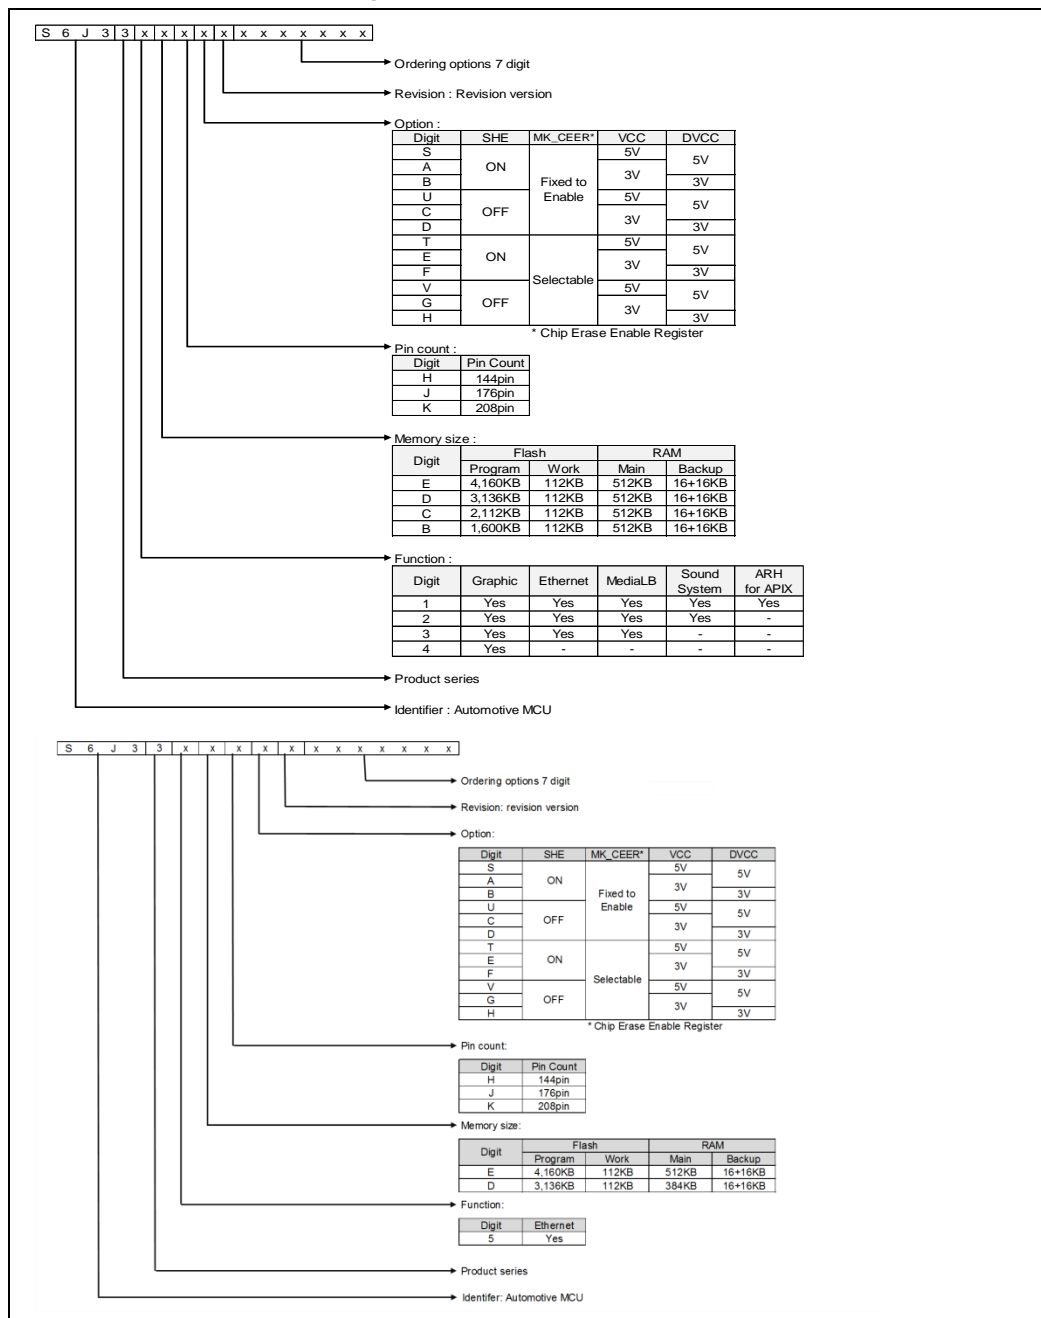 S 6 J 3 3 x x x x x x x x x x x x
Ordering options 7 digit
Revision : Revision version
Option :
Digit SHE MK_CEER* VCC DVCC
S 5V
5V
A ON
3V
B Fixed to 3V
U Enable 5V
5V
C OFF
3V
D 3V
T 5V
5V
E ON
3V
F 3V
Selectable
V 5V
5V
G OFF
3V
H 3V
* Chip Erase Enable Register
Pin count :
Digit Pin Count
H 144pin
J 176pin
K 208pin
Memory size :
Digit Flash RAM
Program Work Main Backup
E 4,160KB 112KB 512KB 16+16KB
D 3,136KB 112KB 512KB 16+16KB
C 2,112KB 112KB 512KB 16+16KB
B 1,600KB 112KB 512KB 16+16KB
Function :
Digit Graphic Ethernet MediaLB Sound System ARH for APIX
1 Yes Yes Yes Yes Yes
2 Yes Yes Yes Yes -
3 Yes Yes Yes - -
4 Yes - - - -
Product series
Identifier : Automotive MCU
S 6 J 3 3 x x x x x x x x x x x x
Ordering options 7 digit
Revision: revision version
Option:
Digit SHE MK_CEER* VCC DVCC
S 5V
5V
A ON
3V
B Fixed to 3V
U Enable 5V
5V
C OFF
3V
D 3V
T 5V
5V
E ON
3V
F 3V
Selectable
V 5V
5V
G OFF
3V
H 3V
* Chip Erase Enable Register
Pin count:
Digit Pin Count
H 144pin
J 176pin
K 208pin
Memory size:
Digit Flash RAM
Program Work Main Backup
E 4,160KB 112KB 512KB 16+16KB
D 3,136KB 112KB 384KB 16+16KB
Function:
Digit Ethernet
5 Yes
Product series
Identifer: Automotive MCU